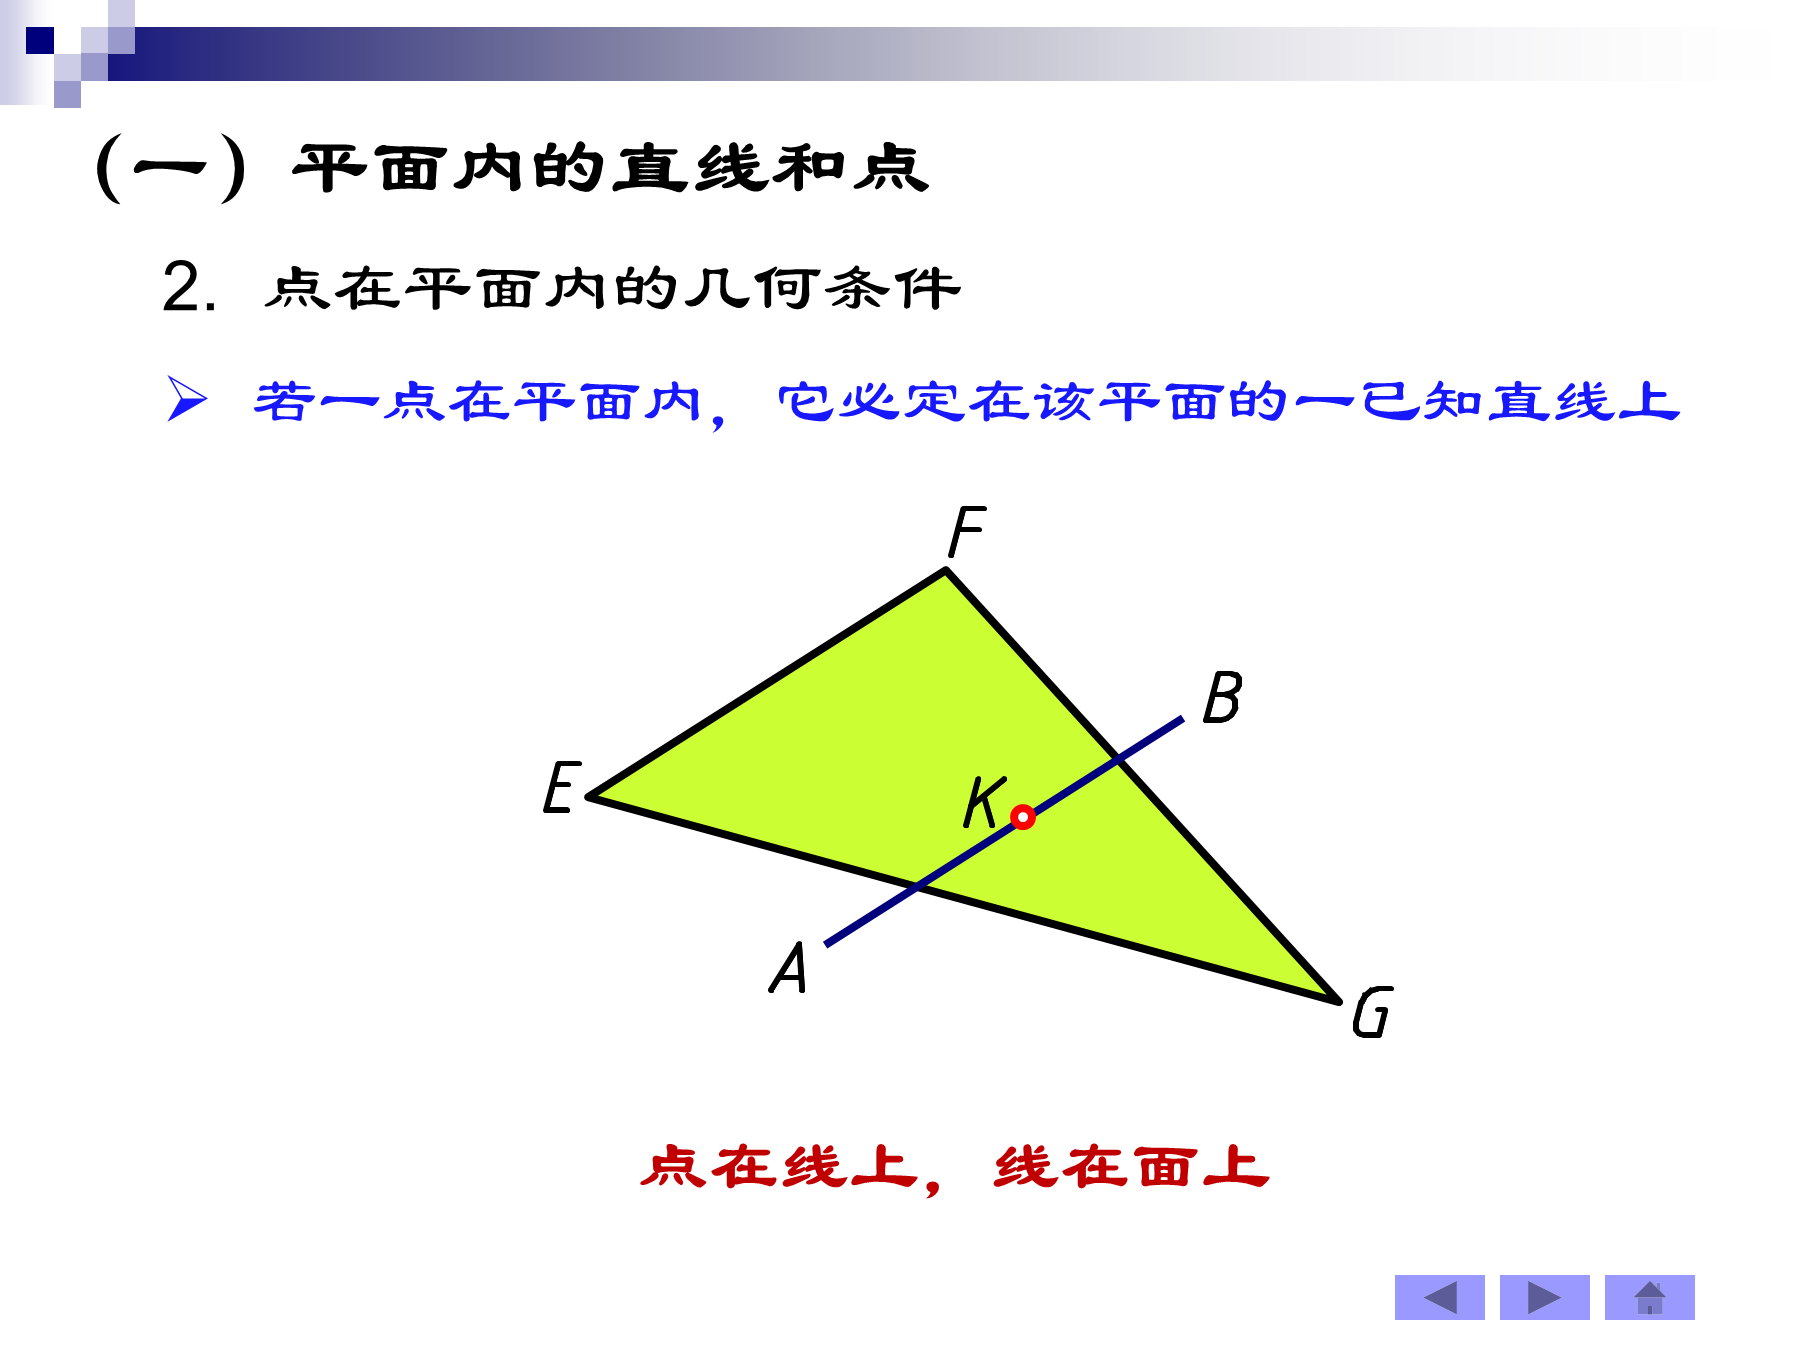 （一）平面内的直线和点
2. 点在平面内的几何条件
若一点在平面内，它必定在该平面的一已知直线上
F
B
E
K
A
G
点在线上，线在面上